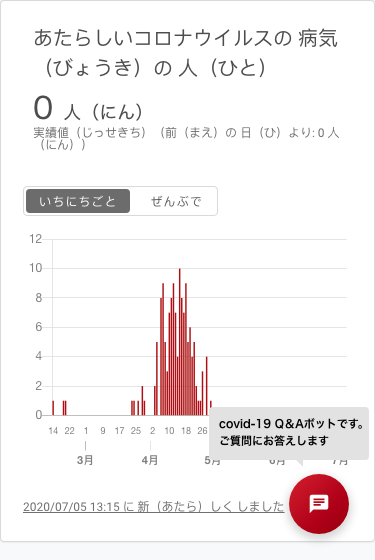 あたらしいコロナウイルスの 病気
（びょうき）の 人（ひと）
0 人（にん）
実績値（じっせきち）（前（まえ）の 日（ひ）より: 0 人
（にん））
いちにちごと ぜんぶで
12
10
8
6
4
2
0
14 22 1 9 17 25 2 10 18 26
3月 4月 5月 6月 7月
covid-19 Q&Aボットです。
ご質問にお答えします
2020/07/05 13:15 に 新（あたら）しく しました